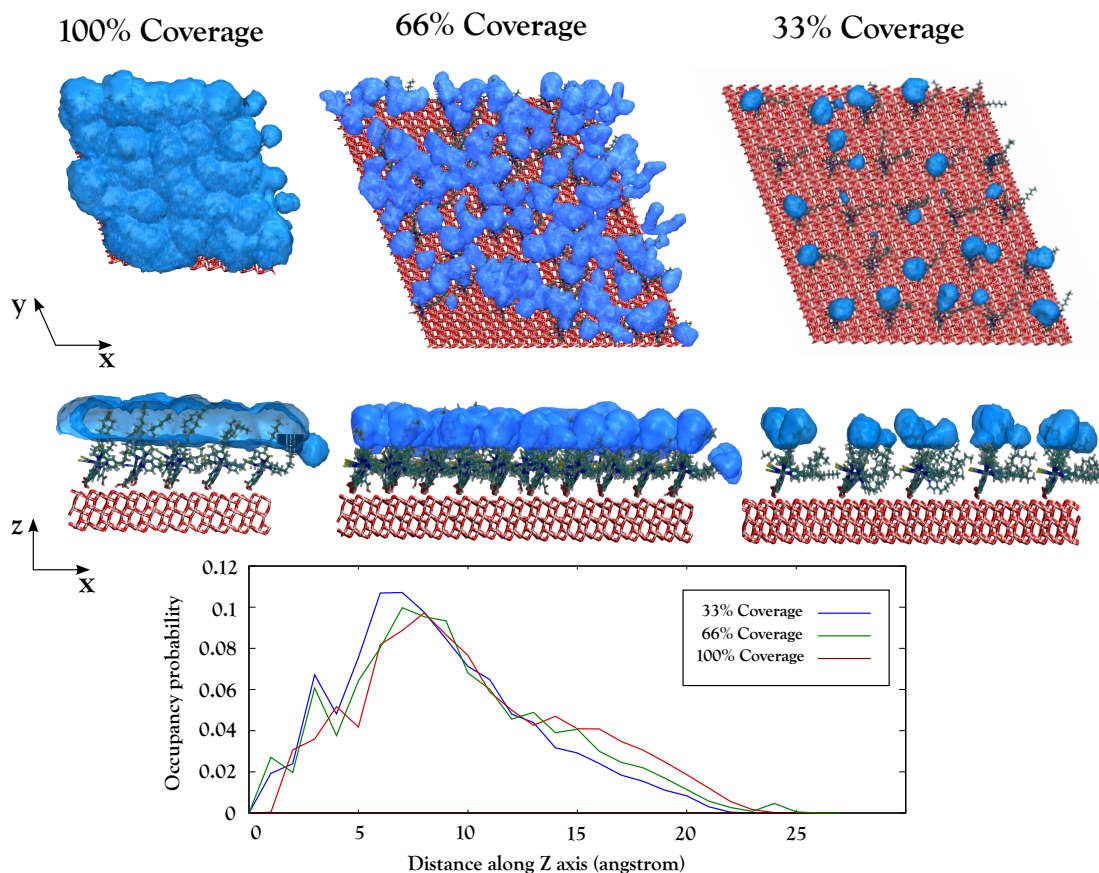 100% Coverage
66% Coverage
33% Coverage
y
x
z
x
0.12
0.1
0.08
0.06
0.04
0.02
0
Occupancy probability
33% Coverage
66% Coverage
100% Coverage
0
5
10
15
20
25
Distance along Z axis (angstrom)